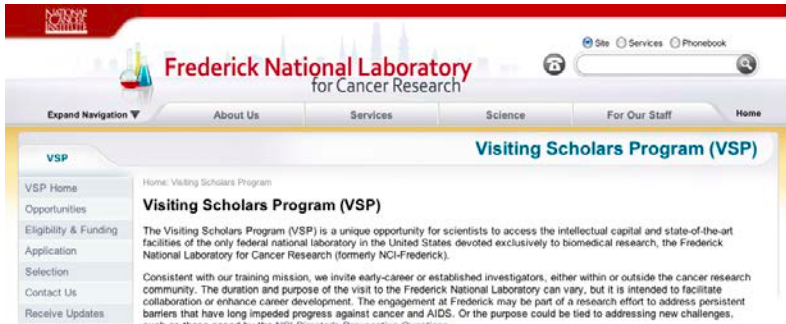 NATIONAL
CANCER
INSTITUTE
Site Services Phonebook
Frederick National Laboratory
for Cancer Research
Expand Navigation About Us Services Science For Our Staff Home
VSP
Visiting Scholars Program (VSP)
VSP Home
Opportunities
Eligibility & Funding
Application
Selection
Contact Us
Receive Updates
Home: Visiting Scholars Program
Visiting Scholars Program (VSP)
The Visiting Scholars Program (VSP) is a unique opportunity for scientists to access the intellectual capital and state-of-the-art
facilities of the only federal national laboratory in the United States devoted exclusively to biomedical research, the Frederick
National Laboratory for Cancer Research (formerly NCI-Frederick).
Consistent with our training mission, we invite early-career or established investigators, either within or outside the cancer research
community. The duration and purpose of the visit to the Frederick National Laboratory can vary, but it is intended to facilitate
collaboration or enhance career development. The engagement at Frederick may be part of a research effort to address persistent
barriers that have long impeded progress against cancer and AIDS. Or the purpose could be tied to addressing new challenges,